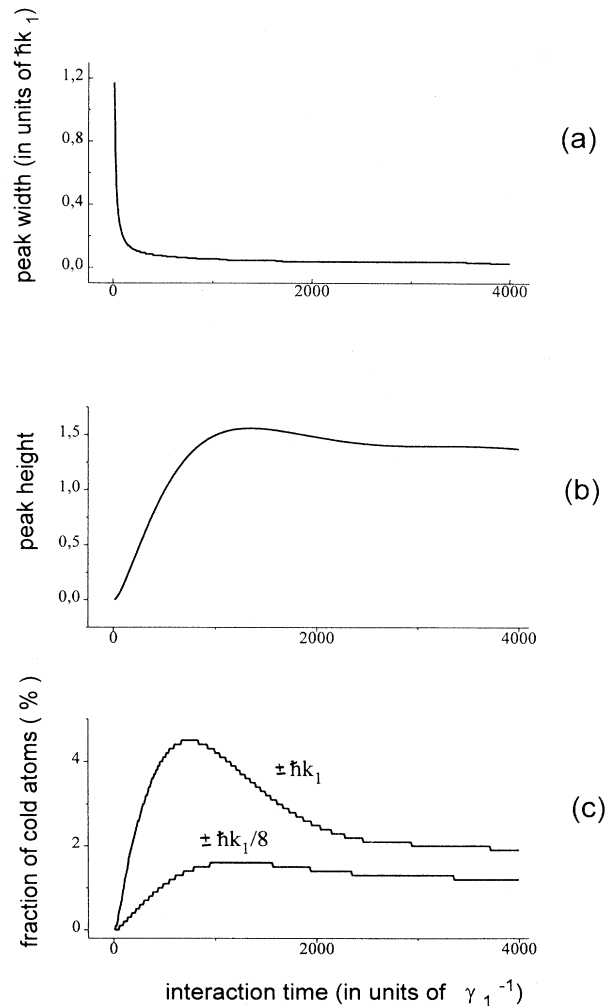 peak width (in units of ħk₁)
1,2
0,8
0,4
0,0
0 2000 4000
(a)
peak height
1,5
1,0
0,5
0,0
0 2000 4000
(b)
fraction of cold atoms ( % )
4
2
0
± ħk₁
± ħk₁/8
0 2000 4000
(c)
interaction time (in units of γ₁⁻¹)